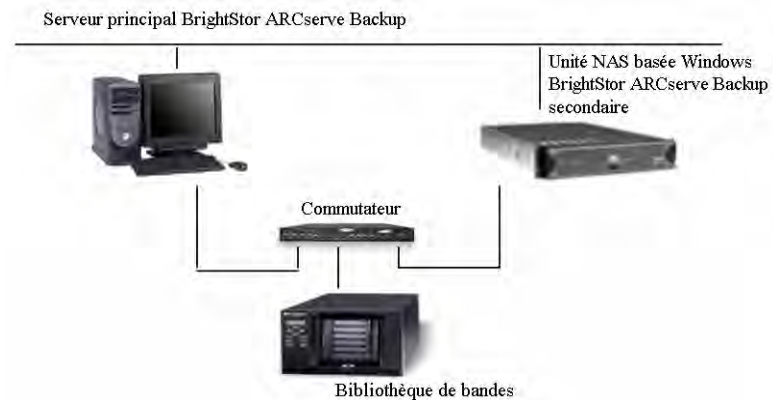 Serveur principal BrightStor ARCserve Backup
Unité NAS basée Windows
BrightStor ARCserve Backup
secondaire
Commutateur
Bibliothèque de bandes